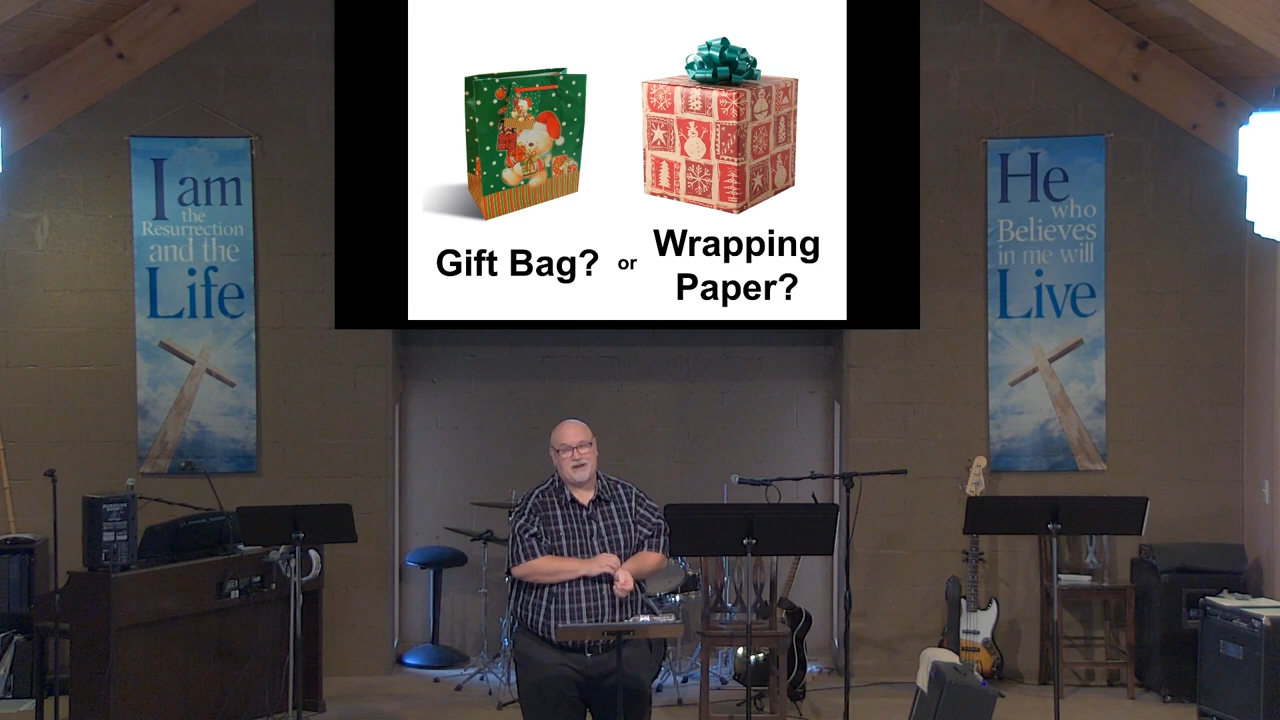 Gift Bag? or Wrapping
Paper?
I am
the
Resurrection
and the
Life
He
who
Believes
in me will
Live